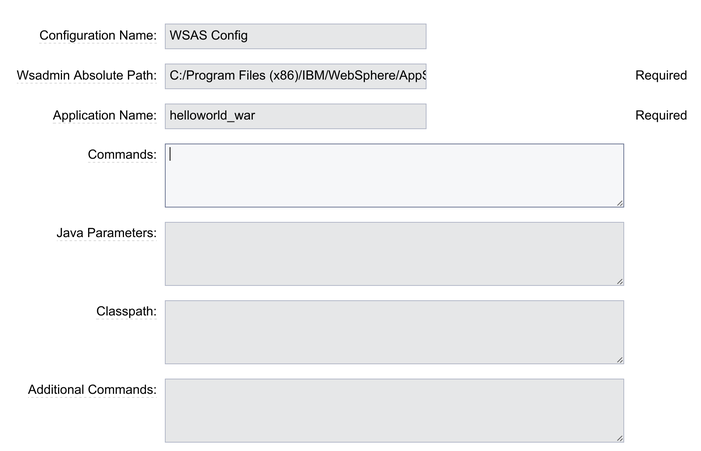 Configuration Name: WSAS Config
Wsadmin Absolute Path: C:/Program Files (x86)/IBM/WebSphere/App Required
Application Name: helloworld_war Required
Commands:
Java Parameters:
Classpath:
Additional Commands: